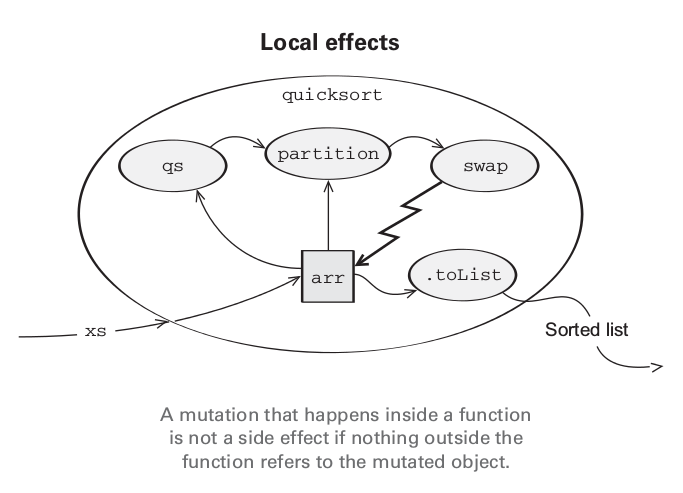 Local effects
quicksort
qs
partition
swap
arr
.toList
xs
Sorted list
A mutation that happens inside a function
is not a side effect if nothing outside the
function refers to the mutated object.